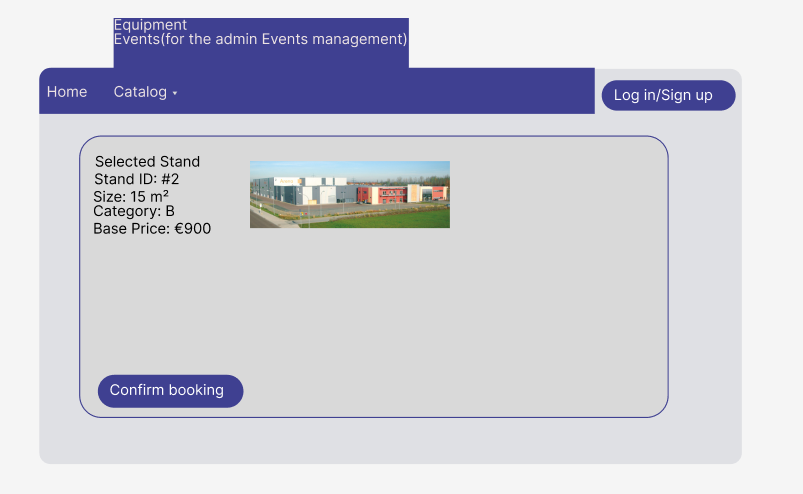 Equipment
Events(for the admin Events management)
Home
Catalog
Log in/Sign up
Selected Stand
Stand ID: #2
Size: 15 m²
Category: B
Base Price: €900
Confirm booking